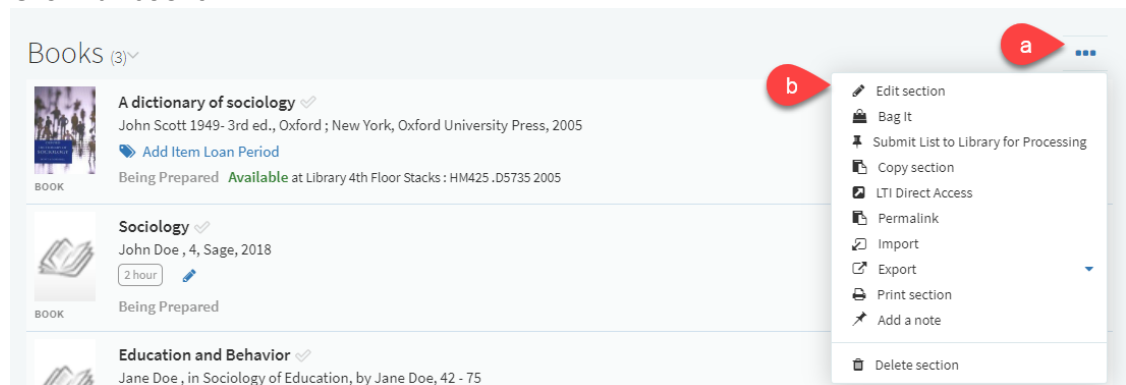 Books (3)
a
b
A dictionary of sociology
John Scott 1949- 3rd ed., Oxford ; New York, Oxford University Press, 2005
Add Item Loan Period
Being Prepared Available at Library 4th Floor Stacks : HM425 .D5735 2005
BOOK
Sociology
John Doe , 4, Sage, 2018
2 hour
Being Prepared
BOOK
Education and Behavior
Jane Doe , in Sociology of Education, by Jane Doe, 42 - 75
Edit section
Bag It
Submit List to Library for Processing
Copy section
LTI Direct Access
Permalink
Import
Export
Print section
Add a note
Delete section